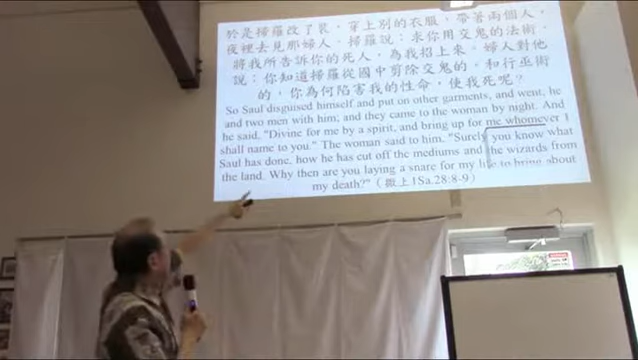 於是掃羅改了裝，穿上別的衣服，帶著兩個人，
夜裡去見那婦人．掃羅說：求你用交鬼的法術，
將我所告訴你的死人，為我招上來．婦人對他
說：你知道掃羅從國中剪除交鬼的，和行巫術
的，你為何陷害我的性命，使我死呢？
So Saul disguised himself and put on other garments, and went, he
and two men with him; and they came to the woman by night. And
he said, "Divine for me by a spirit, and bring up for me whomever I
shall name to you." The woman said to him, "Surely you know what
Saul has done, how he has cut off the mediums and the wizards from
the land. Why then are you laying a snare for my life to bring about
my death?" (撒上1Sa.28:8-9)